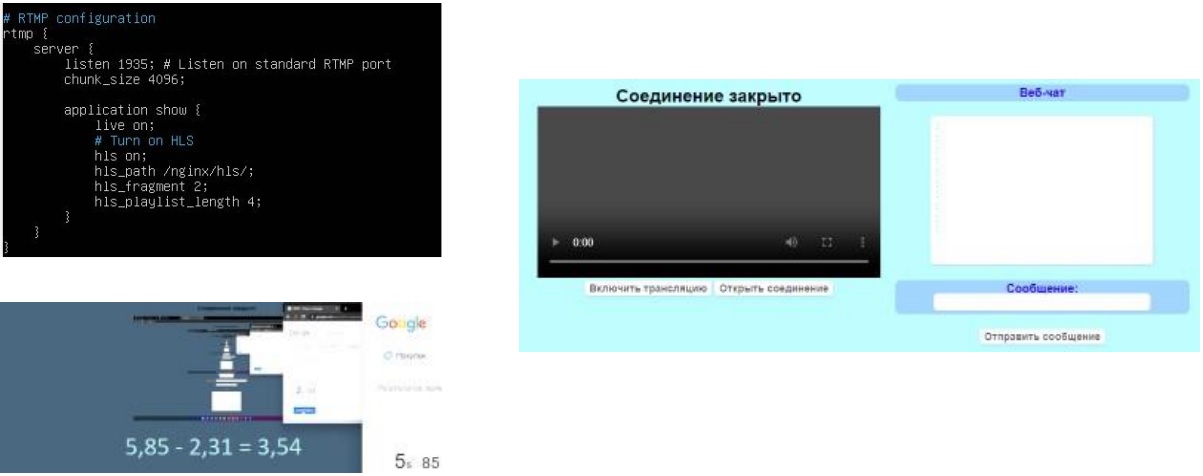 # RTMP configuration
rtmp {
server {
listen 1935; # Listen on standard RTMP port
chunk_size 4096;
application show {
live on;
# Turn on HLS
hls on;
hls_path /nginx/hls/;
hls_fragment 2;
hls_playlist_length 4;
}
}
}
Соединение закрыто
0:00
Включить трансляцию
Открыть соединение
Веб-чат
Сообщение:
Отправить сообщение
Google
Покупки
5,85 - 2,31 = 3,54
5s 85